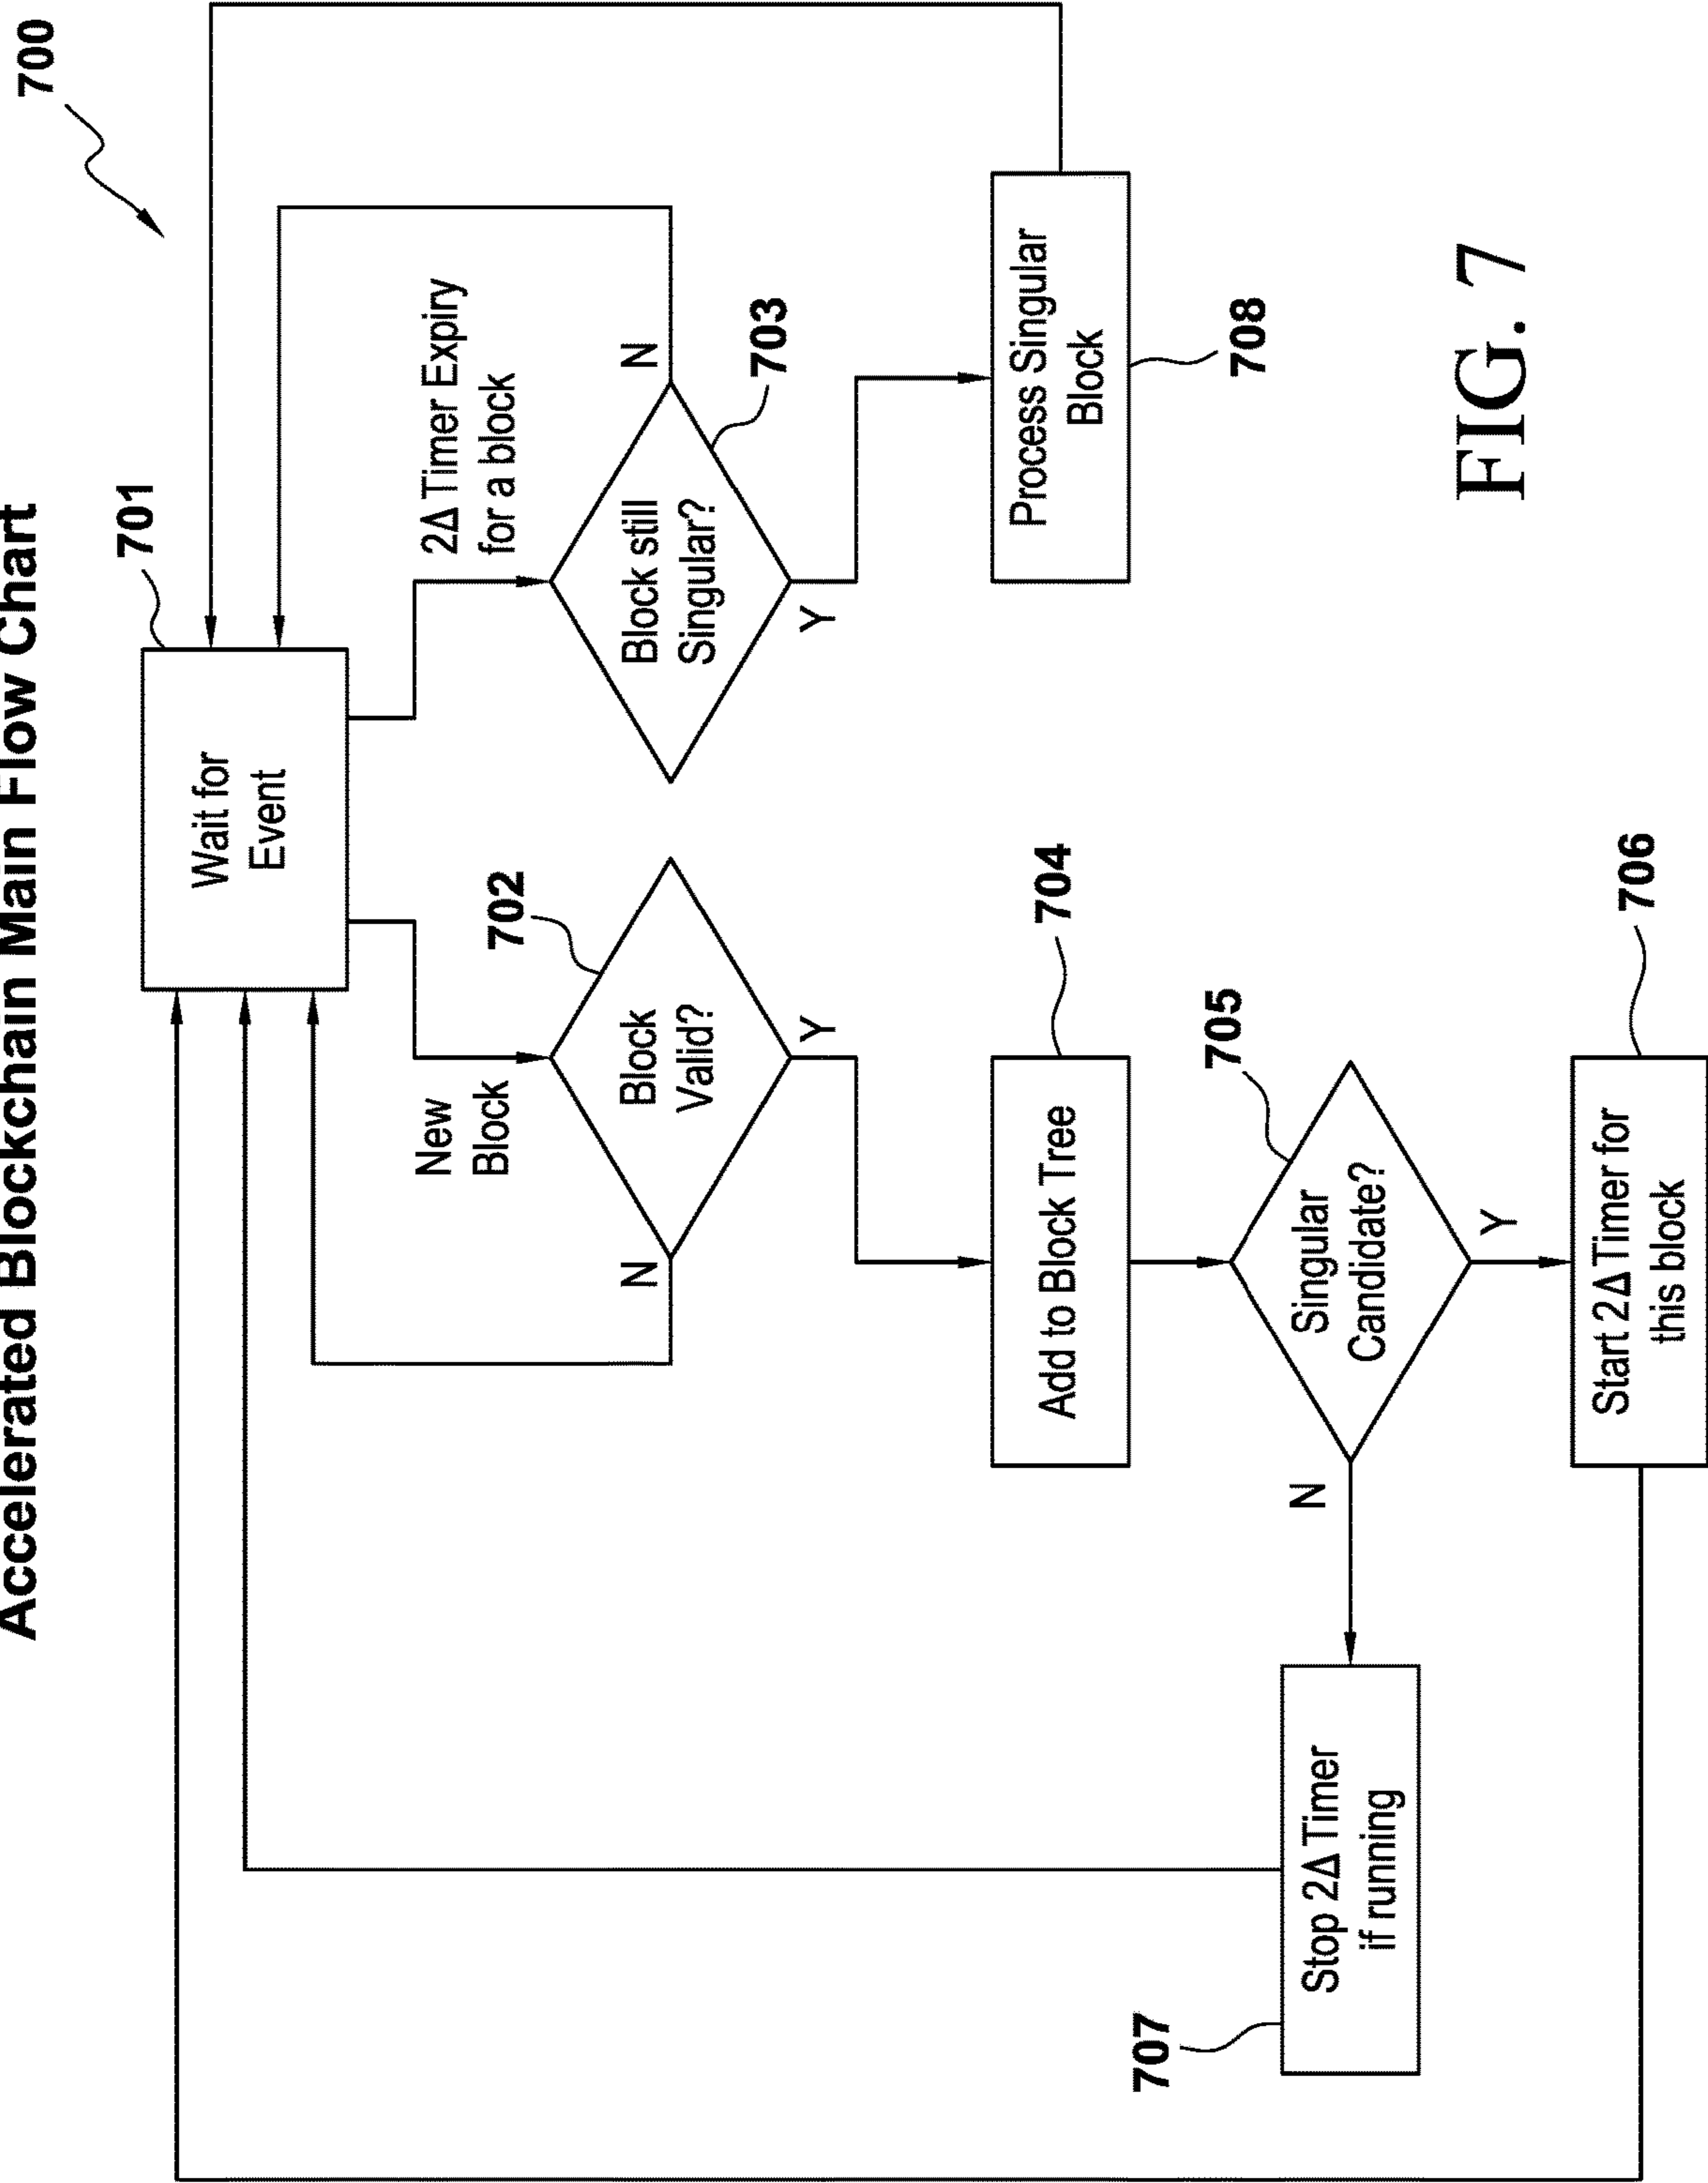 Accelerated Blockchain Main Flow Chart
700
701
Wait for
Event
702
New
Block
Block
Valid?
N
Y
2Δ Timer Expiry
for a block
703
Block still
Singular?
N
Y
704
Add to Block Tree
Process Singular
Block
708
705
Singular
Candidate?
N
Y
707
Stop 2Δ Timer
if running
706
Start 2Δ Timer for
this block
FIG. 7